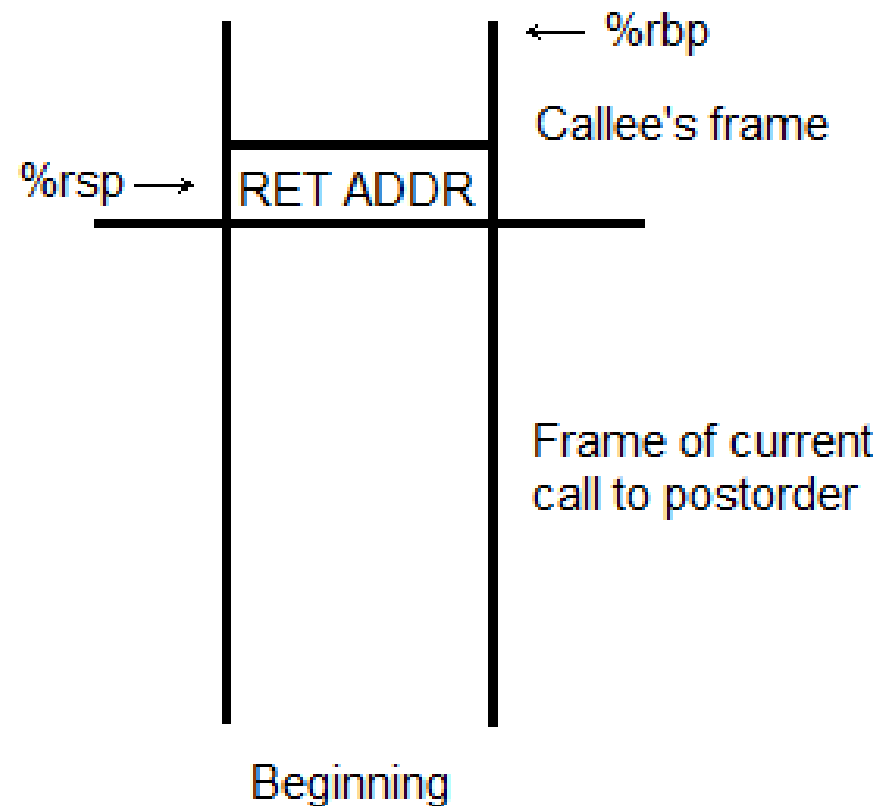 %rbp
Callee's frame
%rsp
RET ADDR
Frame of current
call to postorder
Beginning